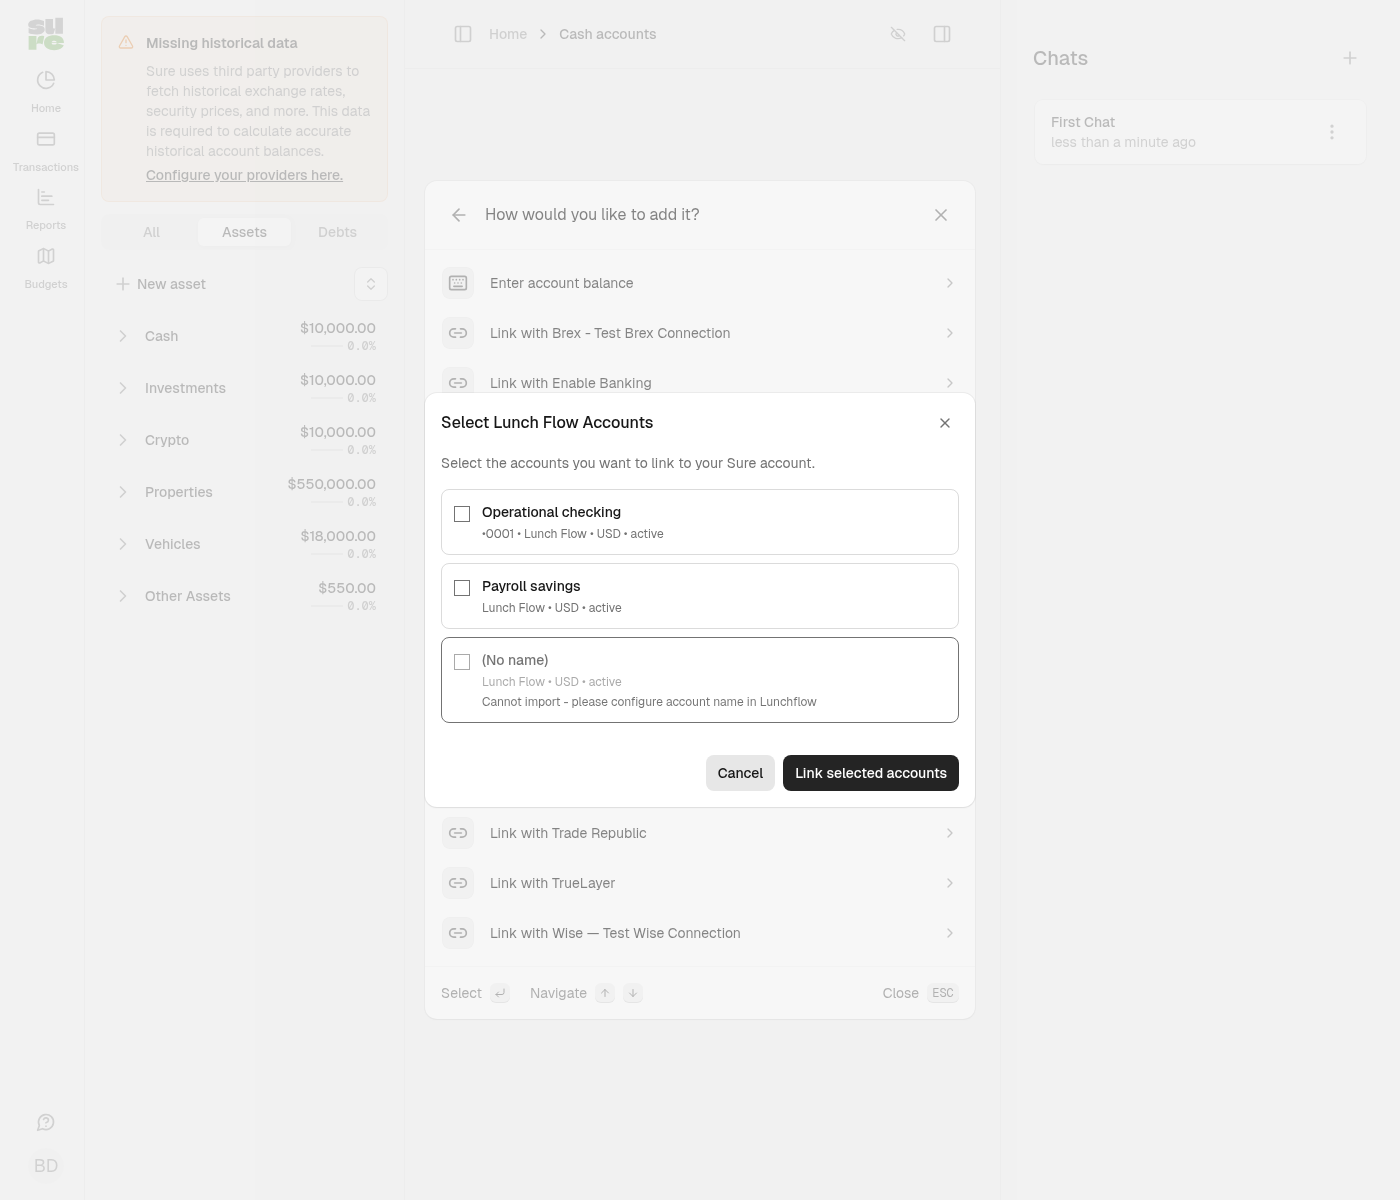 sure
Home
Transactions
Reports
Budgets
BD
Missing historical data
Sure uses third party providers to
fetch historical exchange rates,
security prices, and more. This data
is required to calculate accurate
historical account balances.
Configure your providers here.
All
Assets
Debts
New asset
Cash
$10,000.00
0.0%
Investments
$10,000.00
0.0%
Crypto
$10,000.00
0.0%
Properties
$550,000.00
0.0%
Vehicles
$18,000.00
0.0%
Other Assets
$550.00
0.0%
Home
Cash accounts
How would you like to add it?
Enter account balance
Link with Brex - Test Brex Connection
Link with Enable Banking
Select Lunch Flow Accounts
Select the accounts you want to link to your Sure account.
Operational checking
•0001 • Lunch Flow • USD • active
Payroll savings
Lunch Flow • USD • active
(No name)
Lunch Flow • USD • active
Cannot import - please configure account name in Lunchflow
Cancel
Link selected accounts
Link with Trade Republic
Link with TrueLayer
Link with Wise — Test Wise Connection
Select
Navigate
Close ESC
Chats
First Chat
less than a minute ago